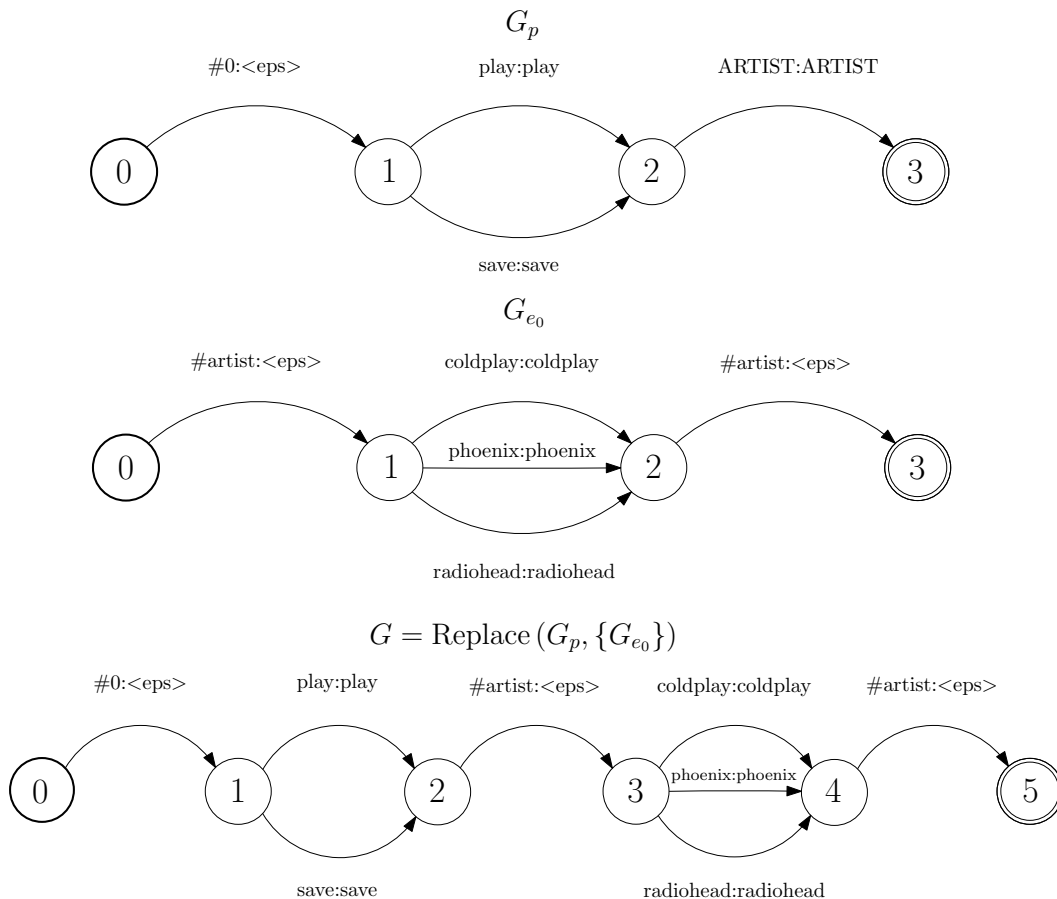 G_p
#0:<eps> play:play ARTIST:ARTIST
0 1 2 3
save:save
G_{e_0}
#artist:<eps> coldplay:coldplay #artist:<eps>
phoenix:phoenix
0 1 2 3
radiohead:radiohead
G = Replace (G_p, {G_{e_0}})
#0:<eps> play:play #artist:<eps> coldplay:coldplay #artist:<eps>
phoenix:phoenix
0 1 2 3 4 5
save:save radiohead:radiohead